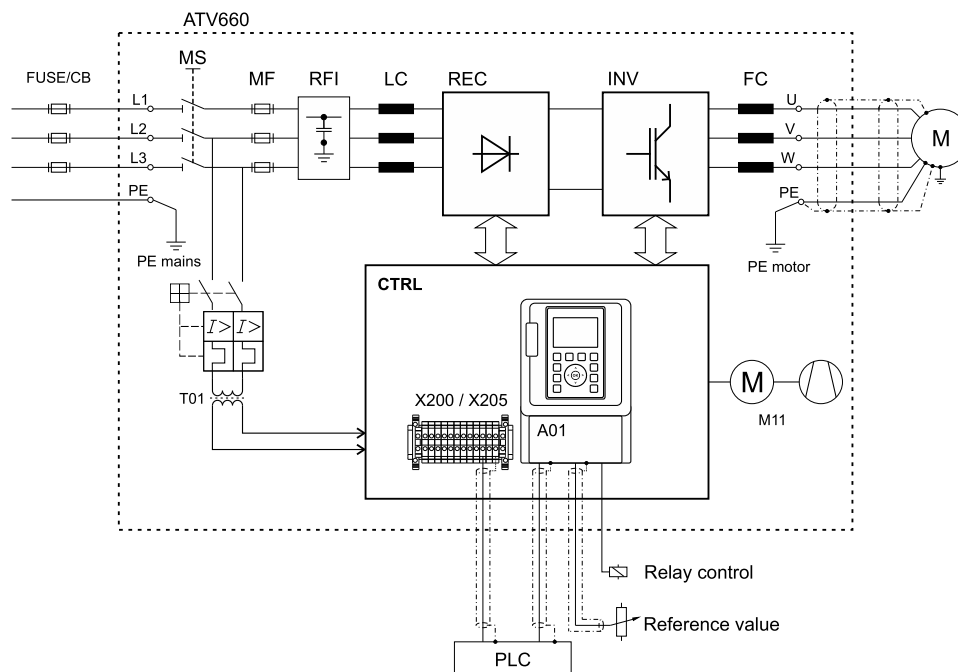 ATV660
MS
FUSE/CB
MF
RFI
LC
REC
INV
FC
L1
U
L2
V
M
L3
W
PE
PE
PE mains
PE motor
CTRL
I> I>
T01
X200 / X205
A01
OK
M
M11
Relay control
Reference value
PLC